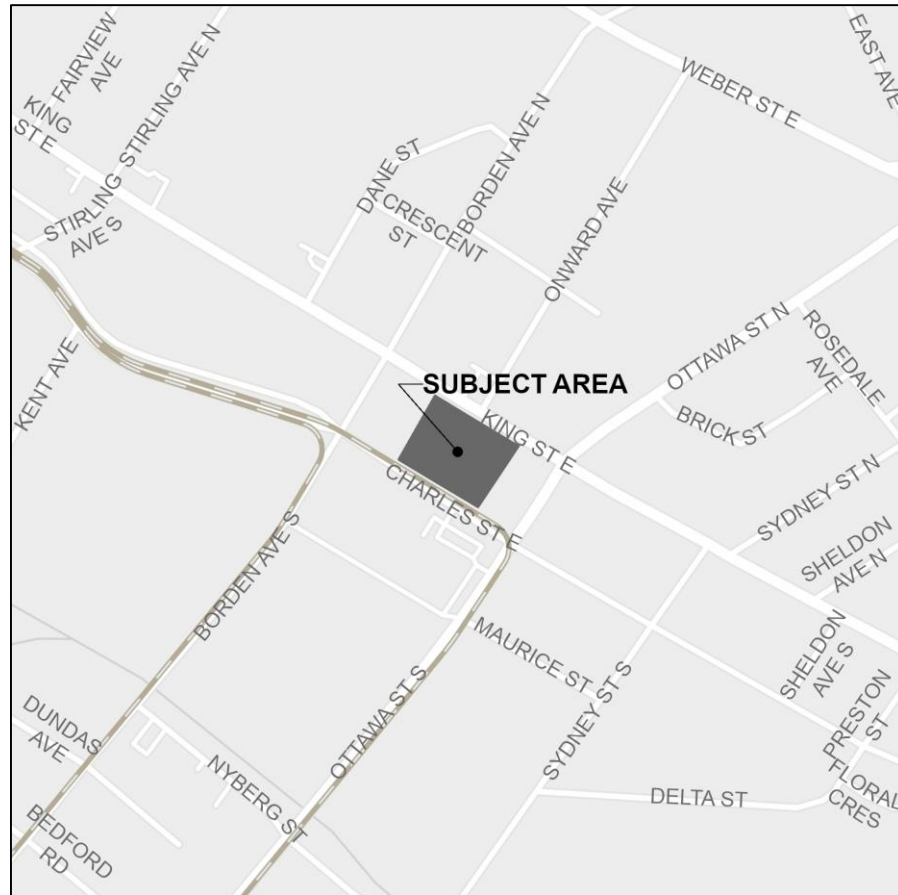 FAIRVIEW
AVE
KING
ST E
STIRLING AVE N
STIRLING
AVE S
WEBER ST E
EAST AVE
BORDEN AVE N
DANE ST
CRESCENT
ST
ONWARD AVE
OTTAWA ST N
ROSEDALE
AVE
BRICK ST
KENT AVE
SUBJECT AREA
KING ST E
CHARLES ST E
SYDNEY ST N
SHELDON
AVE N
BORDEN AVE S
MAURICE ST
SHELDON
AVE S
PRESTON
ST
OTTAWA ST S
SYDNEY ST S
DUNDAS
AVE
NYBERG ST
DELTA ST
FLORAL
CRES
BEDFORD
RD